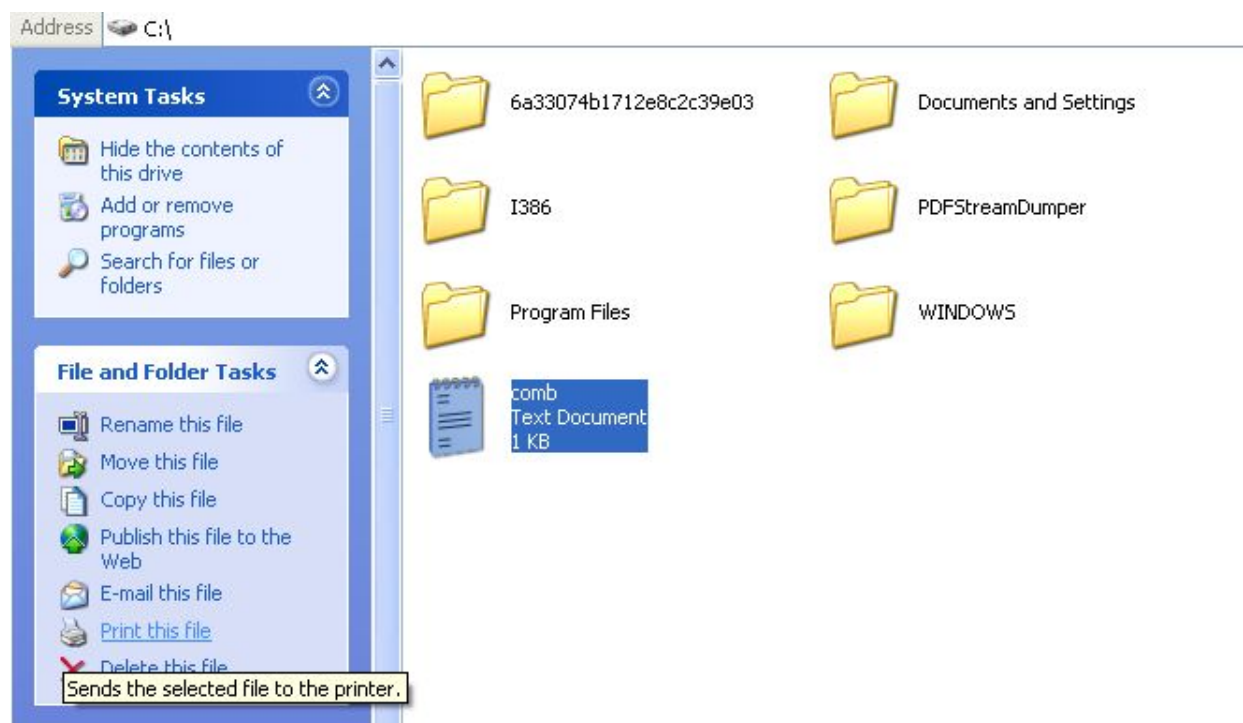 Address C:\
System Tasks
Hide the contents of
this drive
Add or remove
programs
Search for files or
folders
File and Folder Tasks
Rename this file
Move this file
Copy this file
Publish this file to the
Web
E-mail this file
Print this file
Delete this file
Sends the selected file to the printer.
6a33074b1712e8c2c39e03
Documents and Settings
I386
PDFStreamDumper
Program Files
WINDOWS
comb
Text Document
1 KB